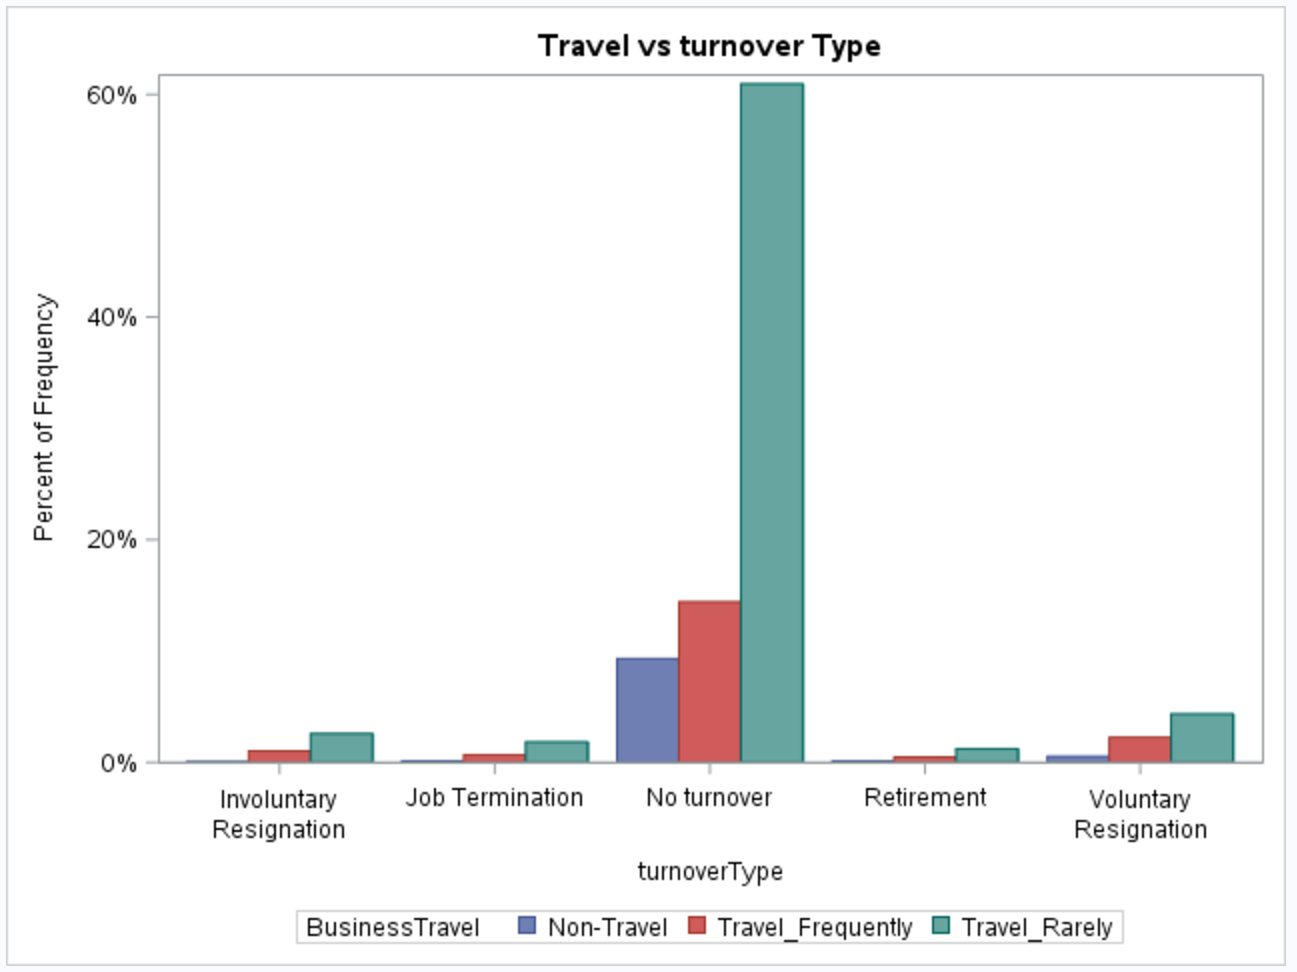 Travel vs turnover Type
60%
40%
20%
0%
Percent of Frequency
Involuntary
Resignation
Job Termination
No turnover
Retirement
Voluntary
Resignation
turnoverType
BusinessTravel Non-Travel Travel_Frequently Travel_Rarely